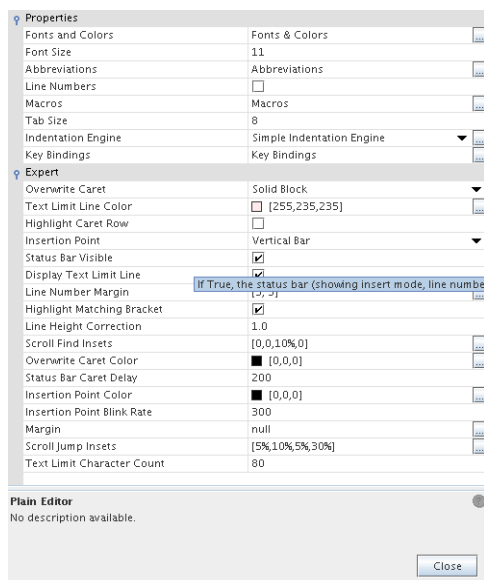 Properties
Fonts and Colors Fonts & Colors ...
Font Size 11
Abbreviations Abbreviations ...
Line Numbers
Macros Macros ...
Tab Size 8
Indentation Engine Simple Indentation Engine ...
Key Bindings Key Bindings ...
Expert
Overwrite Caret Solid Block
Text Limit Line Color [255,235,235] ...
Highlight Caret Row
Insertion Point Vertical Bar
Status Bar Visible
Display Text Limit Line
If True, the status bar (showing insert mode, line numbe
Line Number Margin
Highlight Matching Bracket
Line Height Correction 1.0
Scroll Find Insets [0,0,10%,0] ...
Overwrite Caret Color [0,0,0] ...
Status Bar Caret Delay 200
Insertion Point Color [0,0,0] ...
Insertion Point Blink Rate 300
Margin null ...
Scroll Jump Insets [5%,10%,5%,30%] ...
Text Limit Character Count 80
Plain Editor ?
No description available.
Close